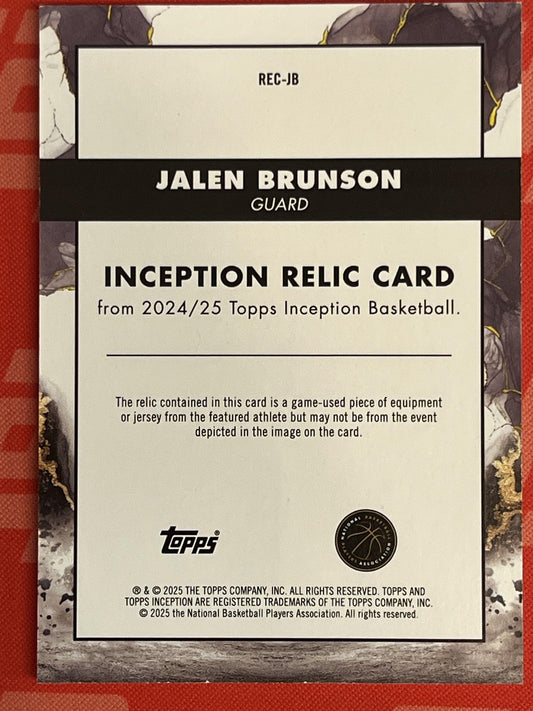 REC-JB
JALEN BRUNSON
GUARD
INCEPTION RELIC CARD
from 2024/25 Topps Inception Basketball.
The relic contained in this card is a game-used piece of equipment
or jersey from the featured athlete but may not be from the event
depicted in the image on the card.
topps®
NATIONAL BASKETBALL
PLAYERS ASSOCIATION
® & © 2025 THE TOPPS COMPANY, INC. ALL RIGHTS RESERVED. TOPPS AND
TOPPS INCEPTION ARE REGISTERED TRADEMARKS OF THE TOPPS COMPANY, INC.
© 2025 the National Basketball Players Association. All rights reserved.